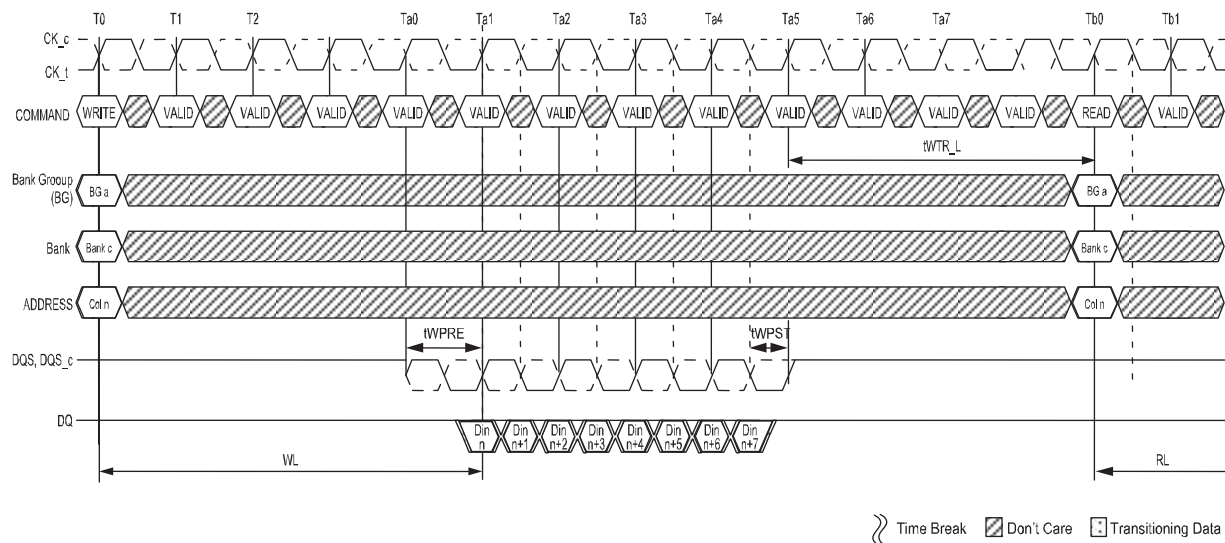 T0 T1 T2 Ta0 Ta1 Ta2 Ta3 Ta4 Ta5 Ta6 Ta7 Tb0 Tb1
CK_c
CK_t
COMMAND WRITE VALID VALID VALID VALID VALID VALID VALID VALID VALID VALID VALID VALID READ VALID
tWTR_L
Bank Grooup
(BG)
BG a BG a
Bank Bank c Bank c
ADDRESS Col n Col n
tWPRE tWPST
DQS, DQS_c
DQ
Din Din Din Din Din Din Din Din
n n+1 n+2 n+3 n+4 n+5 n+6 n+7
WL RL
Time Break Don't Care Transitioning Data